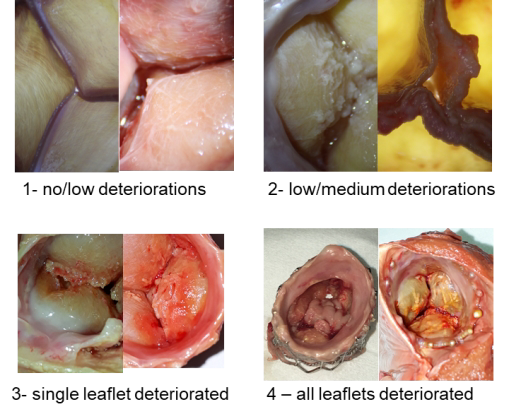 1- no/low deteriorations
2- low/medium deteriorations
3- single leaflet deteriorated
4 – all leaflets deteriorated